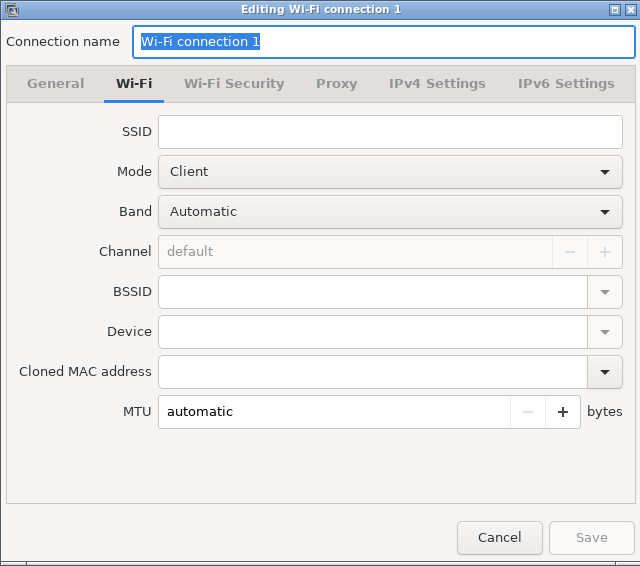 Editing Wi-Fi connection 1
Connection name Wi-Fi connection 1
General Wi-Fi Wi-Fi Security Proxy IPv4 Settings IPv6 Settings
SSID
Mode Client
Band Automatic
Channel default
BSSID
Device
Cloned MAC address
MTU automatic bytes
Cancel Save